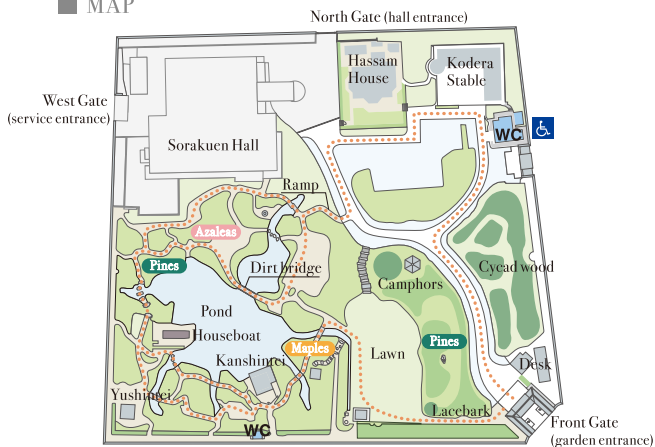 MAP
North Gate (hall entrance)
Hassam
House
Kodera
Stable
West Gate
(service entrance)
WC
Sorakuen Hall
Ramp
Azaleas
Pines
Dirt bridge
Cycad wood
Camphors
Pond
Houseboat
Maples
Pines
Kanshintei
Lawn
Desk
Yushintei
Lacebark
WC
Front Gate
(garden entrance)